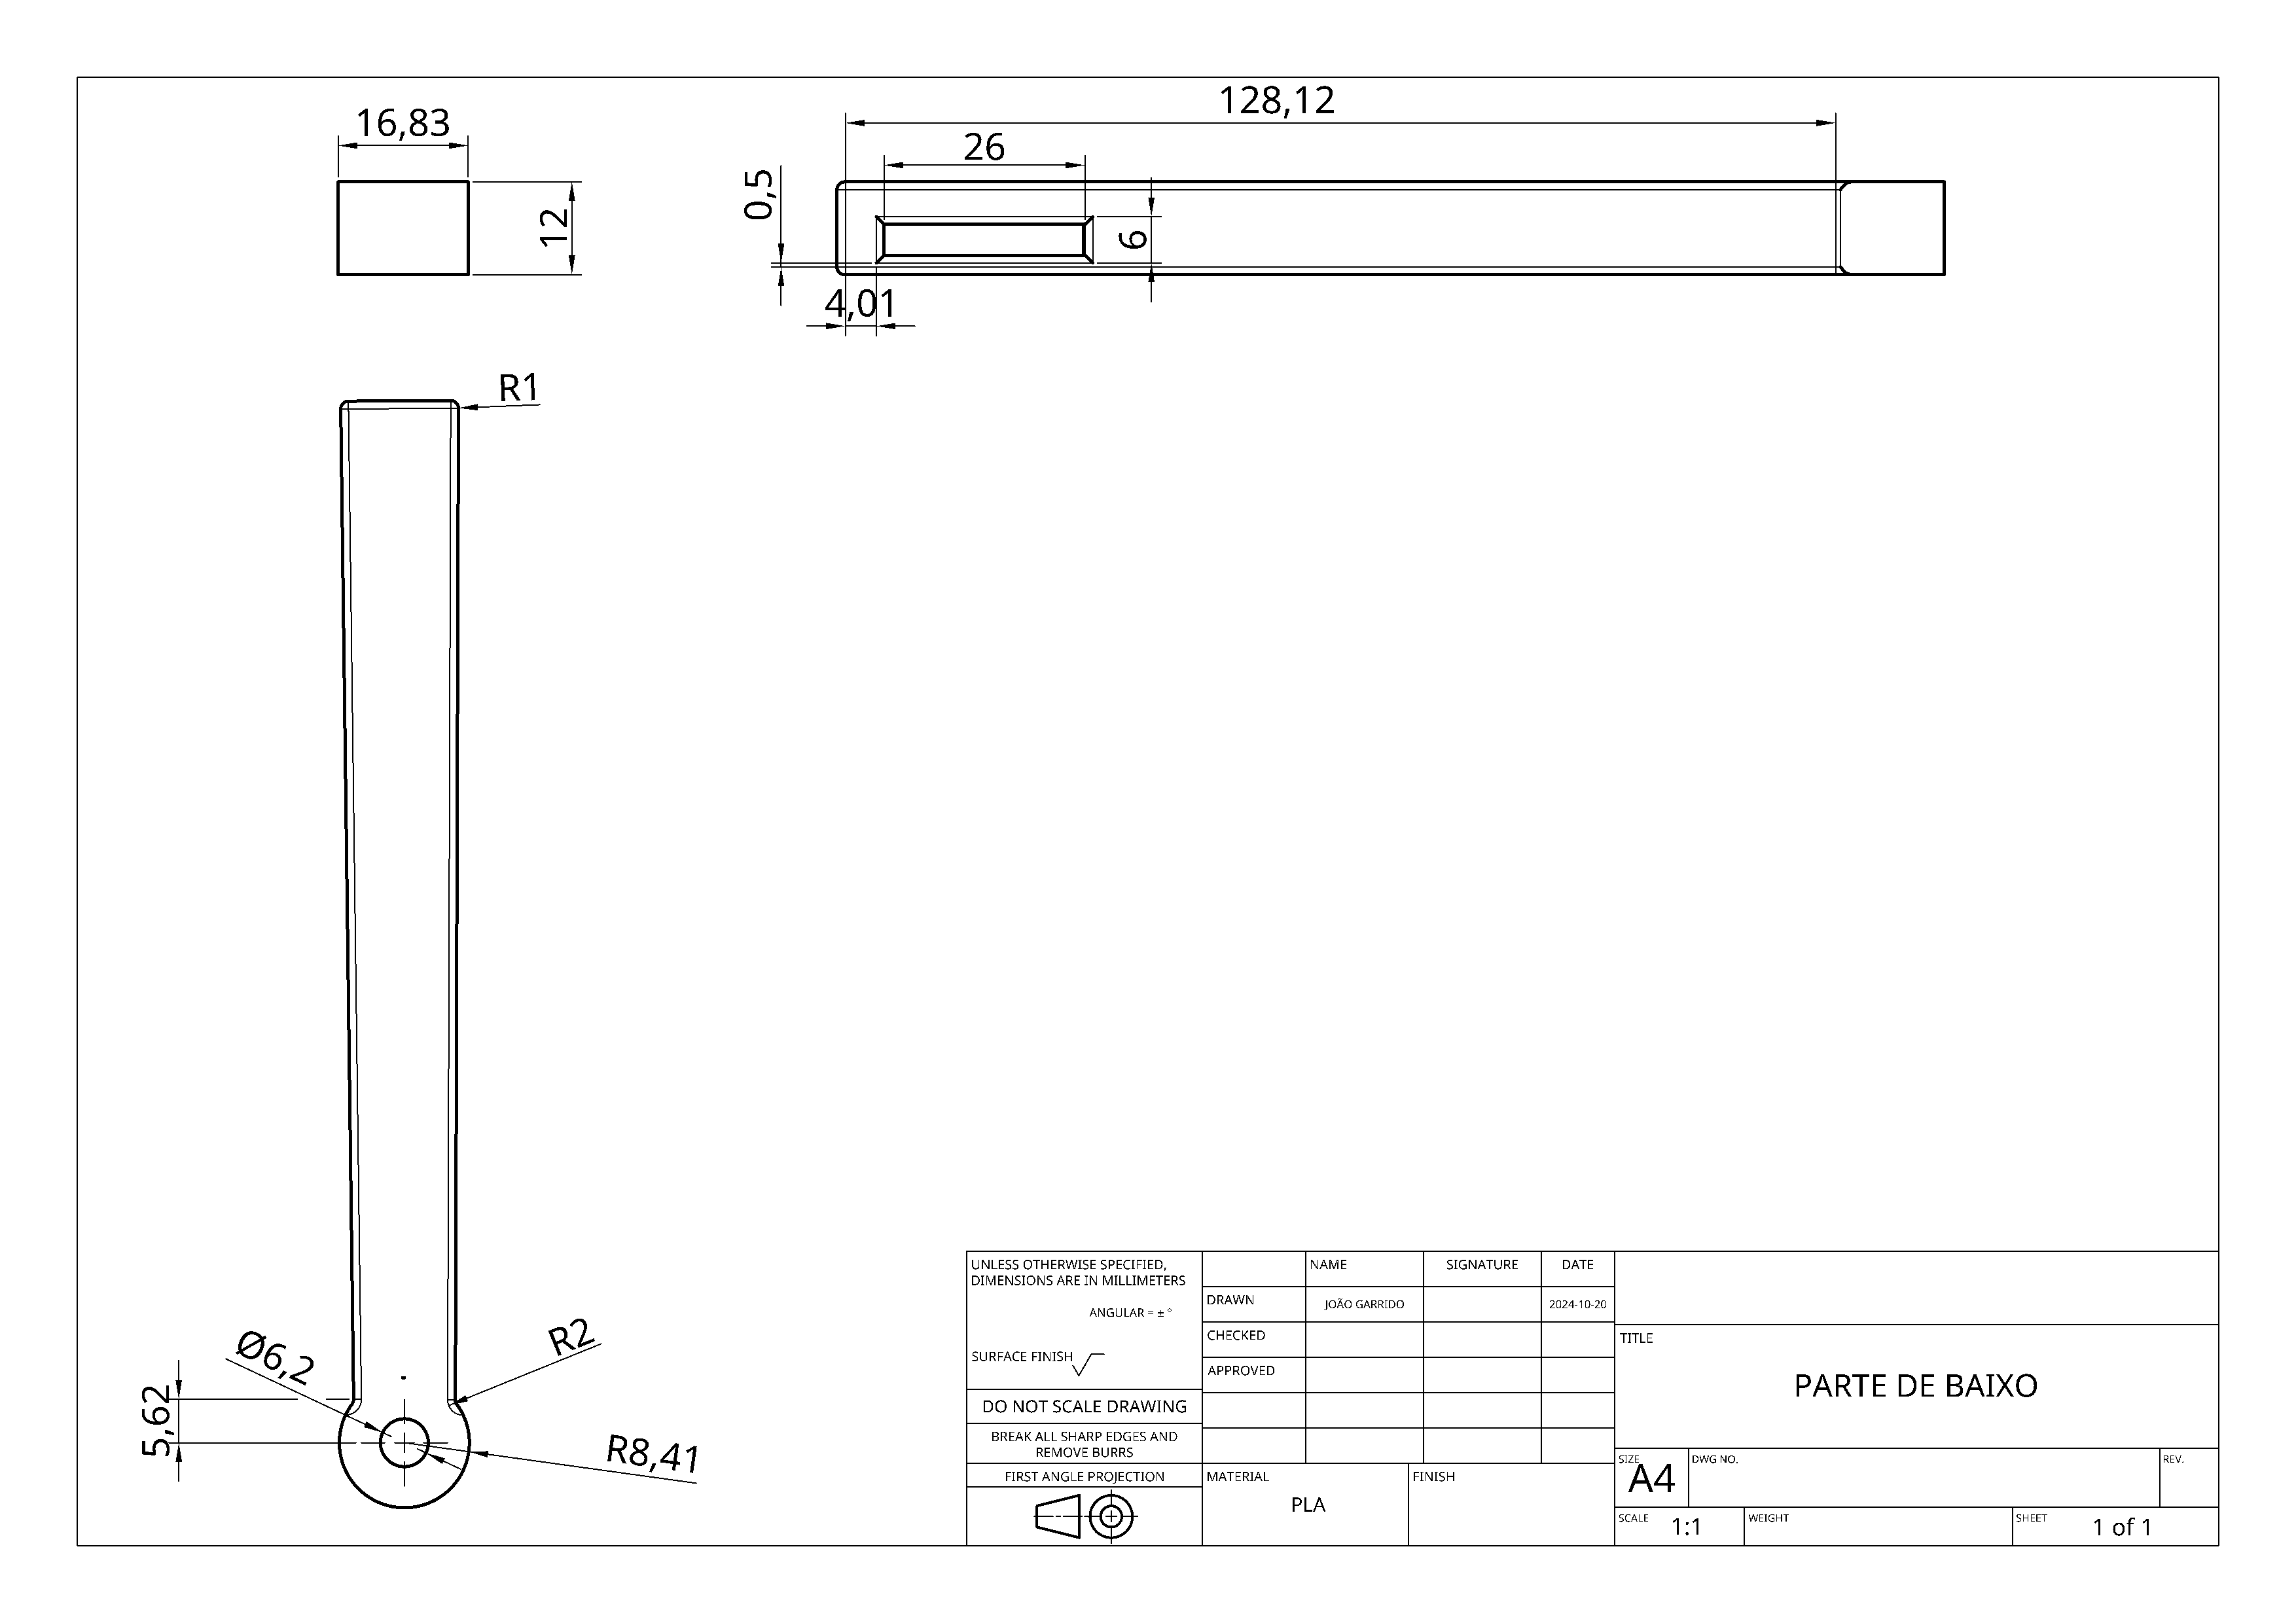 128,12
16,83
26
0,5
12
6
4,01
R1
R2
Ø6,2
5,62
R8,41
UNLESS OTHERWISE SPECIFIED,
DIMENSIONS ARE IN MILLIMETERS
ANGULAR = ± °
SURFACE FINISH
DO NOT SCALE DRAWING
BREAK ALL SHARP EDGES AND
REMOVE BURRS
FIRST ANGLE PROJECTION
NAME
SIGNATURE
DATE
DRAWN
JOÃO GARRIDO
2024-10-20
CHECKED
APPROVED
MATERIAL
PLA
FINISH
TITLE
PARTE DE BAIXO
SIZE
A4
DWG NO.
REV.
SCALE
1:1
WEIGHT
SHEET
1 of 1